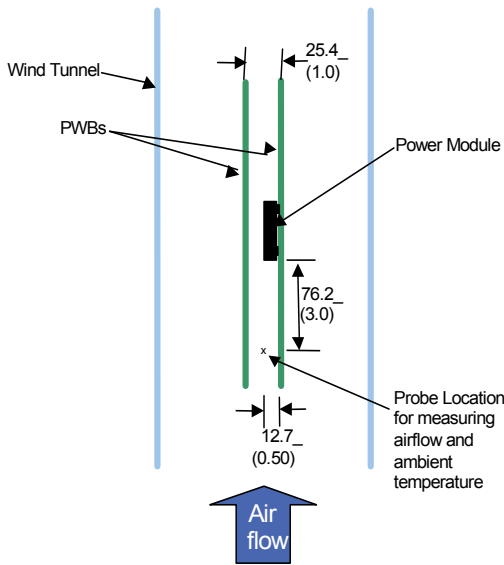 25.4_
(1.0)
Wind Tunnel
PWBs
Power Module
76.2_
(3.0)
x
Probe Location
for measuring
airflow and
ambient
temperature
12.7_
(0.50)
Air
flow